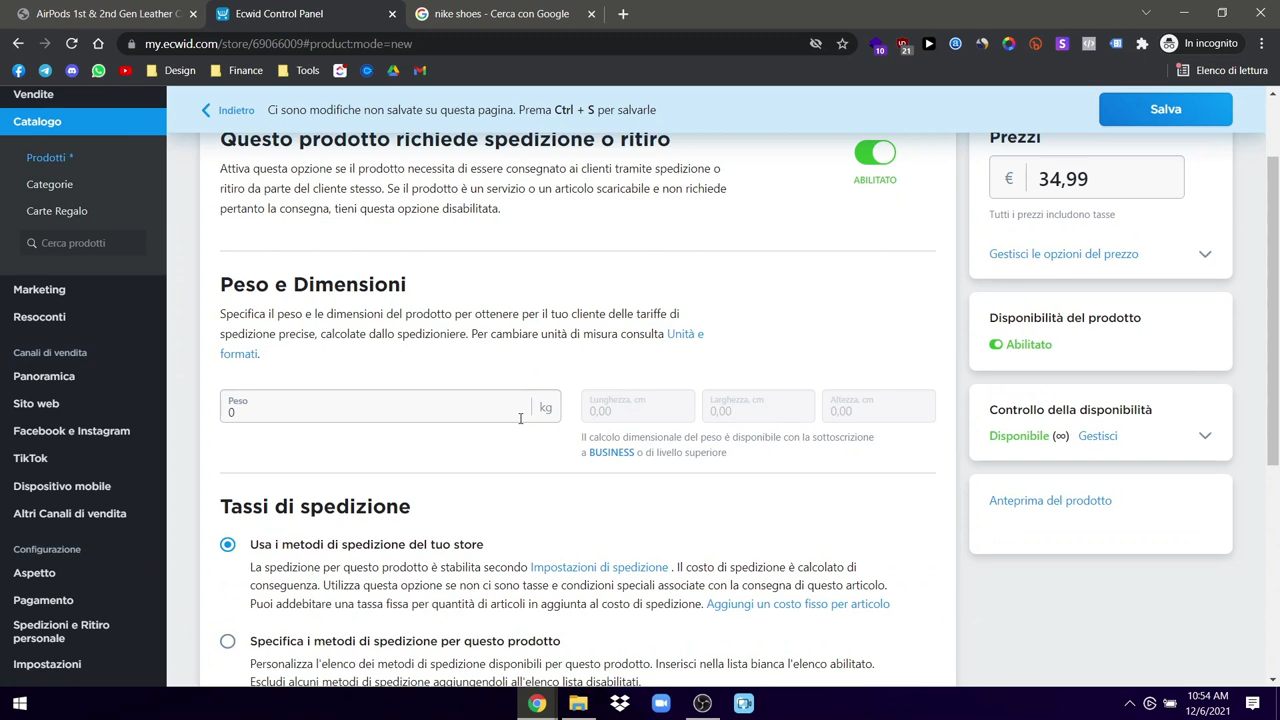 AirPods 1st & 2nd Gen Leather C
Ecwid Control Panel
nike shoes - Cerca con Google
my.ecwid.com/store/69066009#product:mode=new
10
21
In incognito
Design
Finance
Tools
Elenco di lettura
Vendite
Catalogo
Prodotti *
Categorie
Carte Regalo
Cerca prodotti
Marketing
Resoconti
Canali di vendita
Panoramica
Sito web
Facebook e Instagram
TikTok
Dispositivo mobile
Altri Canali di vendita
Configurazione
Aspetto
Pagamento
Spedizioni e Ritiro
personale
Impostazioni
Indietro
Ci sono modifiche non salvate su questa pagina. Prema Ctrl + S per salvarle
Salva
Questo prodotto richiede spedizione o ritiro
Attiva questa opzione se il prodotto necessita di essere consegnato ai clienti tramite spedizione o
ritiro da parte del cliente stesso. Se il prodotto è un servizio o un articolo scaricabile e non richiede
pertanto la consegna, tieni questa opzione disabilitata.
ABILITATO
Peso e Dimensioni
Specifica il peso e le dimensioni del prodotto per ottenere per il tuo cliente delle tariffe di
spedizione precise, calcolate dallo spedizioniere. Per cambiare unità di misura consulta Unità e
formati.
Peso
0
kg
Lunghezza, cm
0,00
Larghezza, cm
0,00
Altezza, cm
0,00
Il calcolo dimensionale del peso è disponibile con la sottoscrizione
a BUSINESS o di livello superiore
Tassi di spedizione
Usa i metodi di spedizione del tuo store
La spedizione per questo prodotto è stabilita secondo Impostazioni di spedizione . Il costo di spedizione è calcolato di
conseguenza. Utilizza questa opzione se non ci sono tasse e condizioni speciali associate con la consegna di questo articolo.
Puoi addebitare una tassa fissa per quantità di articoli in aggiunta al costo di spedizione. Aggiungi un costo fisso per articolo
Specifica i metodi di spedizione per questo prodotto
Personalizza l'elenco dei metodi di spedizione disponibili per questo prodotto. Inserisci nella lista bianca l'elenco abilitato.
Escludi alcuni metodi di spedizione aggiungendoli all'elenco lista disabilitati.
Prezzi
€
34,99
Tutti i prezzi includono tasse
Gestisci le opzioni del prezzo
Disponibilità del prodotto
Abilitato
Controllo della disponibilità
Disponibile (∞) Gestisci
Anteprima del prodotto
10:54 AM
12/6/2021